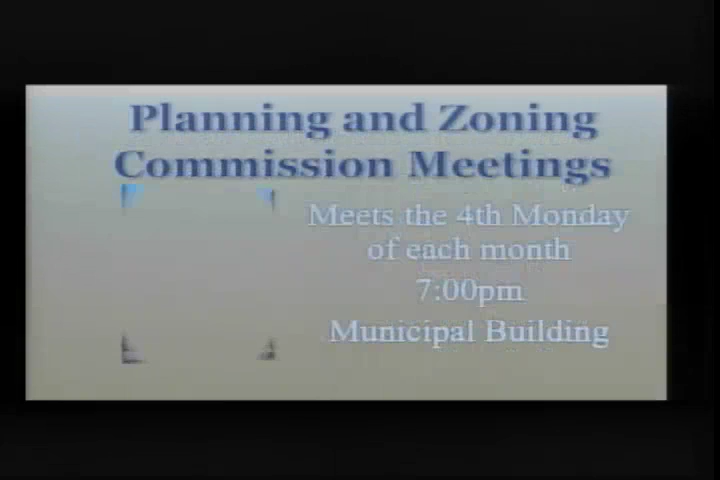 Planning and Zoning
Commission Meetings
Meets the 4th Monday
of each month
7:00pm
Municipal Building